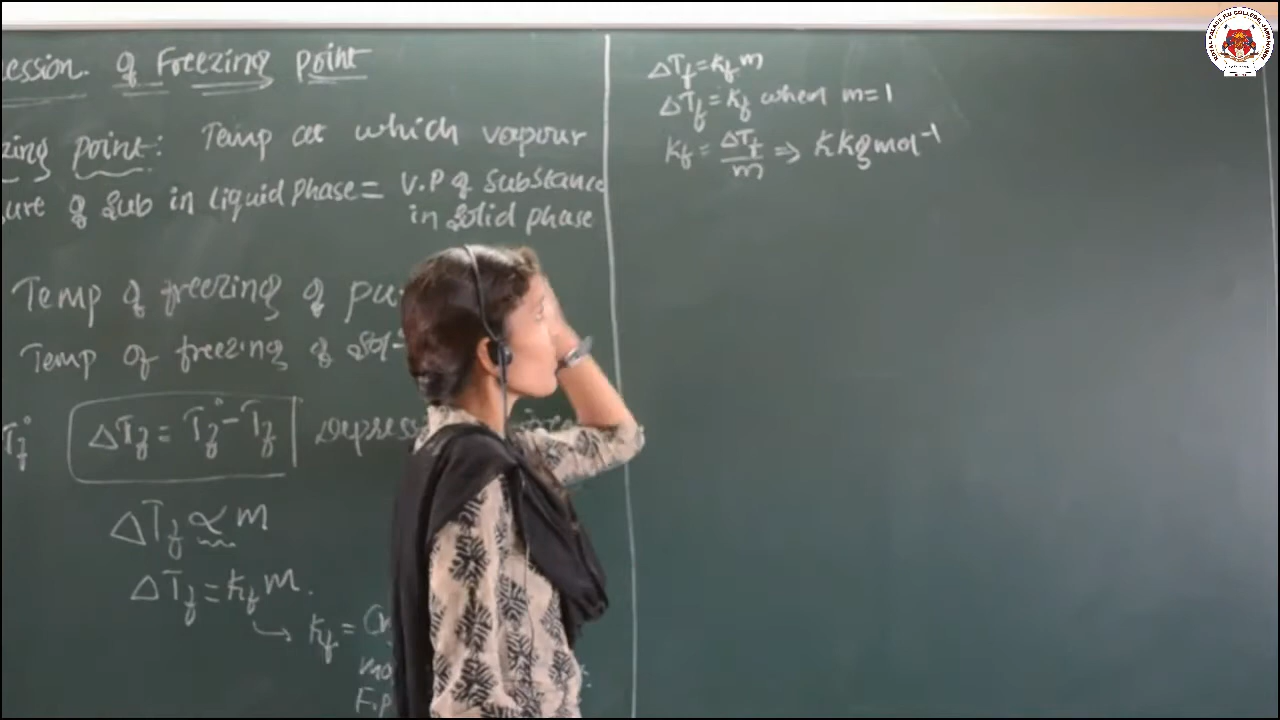 ession. of Freezing point
zing point: Temp at which vapour
ure of Sub in liquid phase = V.P of Substance
in solid phase
Temp of freezing of pu
Temp of freezing of sol
Tf° ΔTf = Tf° - Tf Depress
ΔTf ∝ m
ΔTf = Kf m.
Kf =
mo
F.p
ΔTf = Kf m
ΔTf = Kf when m = 1
Kf = ΔTf/m ⇒ K Kg mol⁻¹